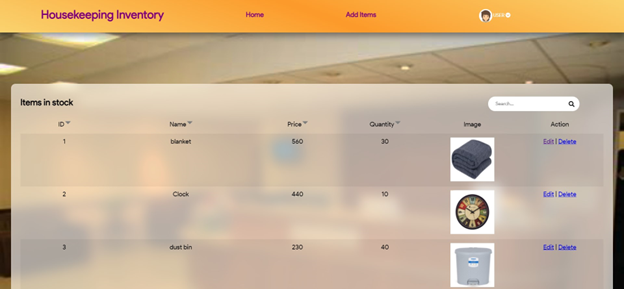 Housekeeping Inventory Home Add Items
Items in stock Search...
ID Name Price Quantity Image Action
1 blanket 560 30 Edit | Delete
2 Clock 440 10 Edit | Delete
3 dust bin 230 40 Edit | Delete